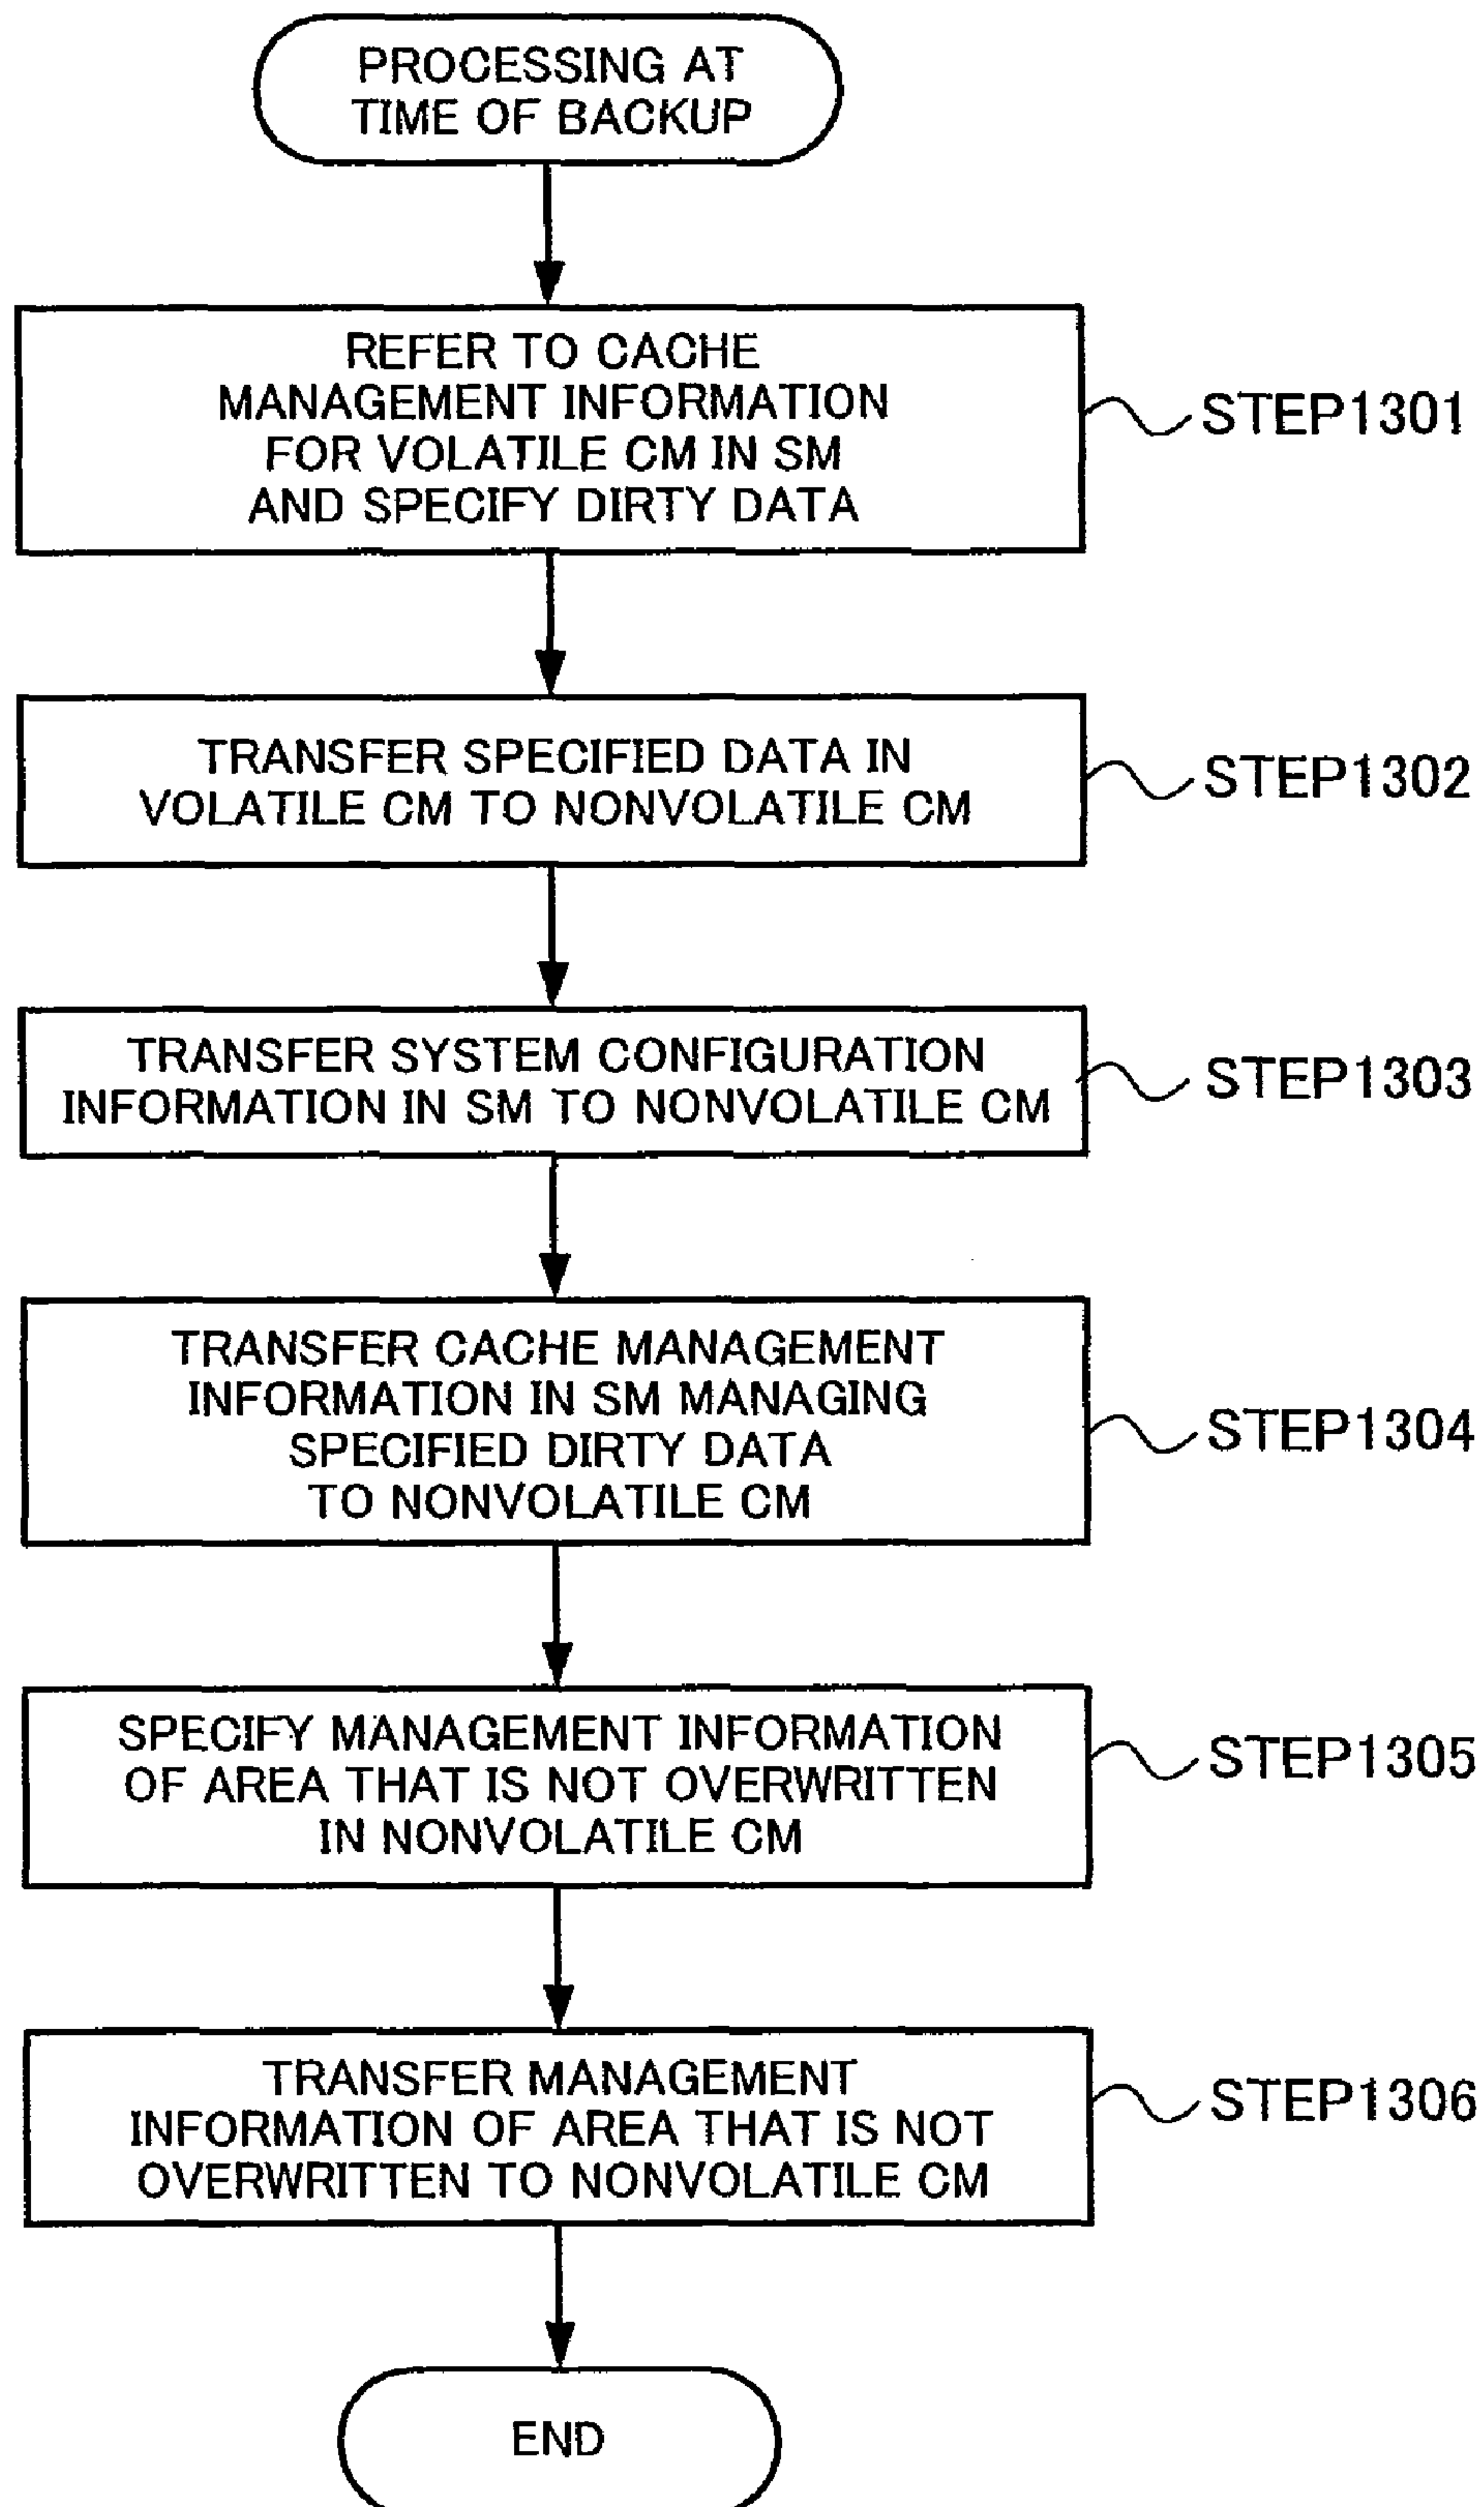 PROCESSING AT
TIME OF BACKUP
REFER TO CACHE
MANAGEMENT INFORMATION
FOR VOLATILE CM IN SM
AND SPECIFY DIRTY DATA
STEP1301
TRANSFER SPECIFIED DATA IN
VOLATILE CM TO NONVOLATILE CM
STEP1302
TRANSFER SYSTEM CONFIGURATION
INFORMATION IN SM TO NONVOLATILE CM
STEP1303
TRANSFER CACHE MANAGEMENT
INFORMATION IN SM MANAGING
SPECIFIED DIRTY DATA
TO NONVOLATILE CM
STEP1304
SPECIFY MANAGEMENT INFORMATION
OF AREA THAT IS NOT OVERWRITTEN
IN NONVOLATILE CM
STEP1305
TRANSFER MANAGEMENT
INFORMATION OF AREA THAT IS NOT
OVERWRITTEN TO NONVOLATILE CM
STEP1306
END